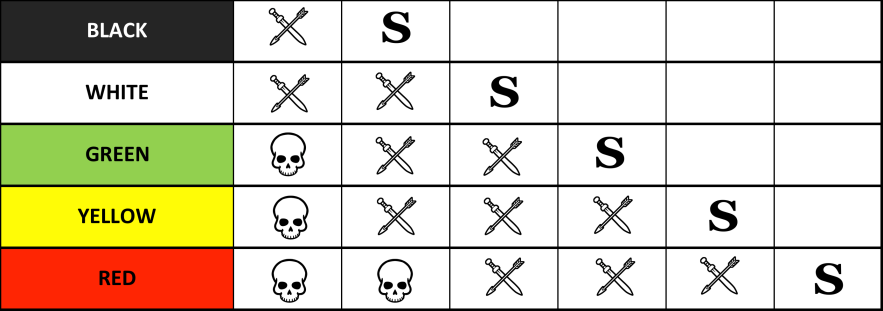 BLACK S
WHITE S
GREEN S
YELLOW S
RED S